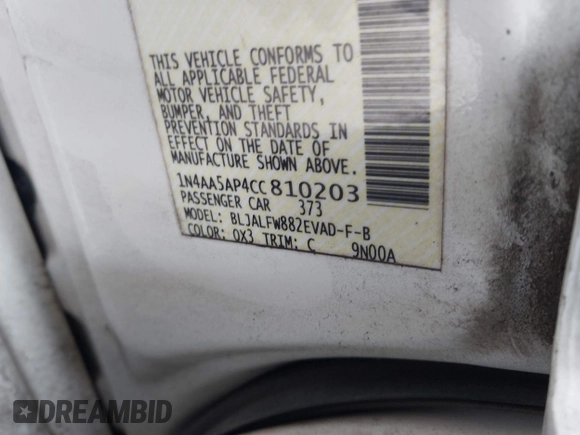 THIS VEHICLE CONFORMS TO
ALL APPLICABLE FEDERAL
MOTOR VEHICLE SAFETY,
BUMPER, AND THEFT
PREVENTION STANDARDS IN
EFFECT ON THE DATE OF
MANUFACTURE SHOWN ABOVE.
1N4AA5AP4CC810203
PASSENGER CAR 373
MODEL: BLJALFW882EVAD-F-B
COLOR: QX3 TRIM: C 9N00A
DREAMBID